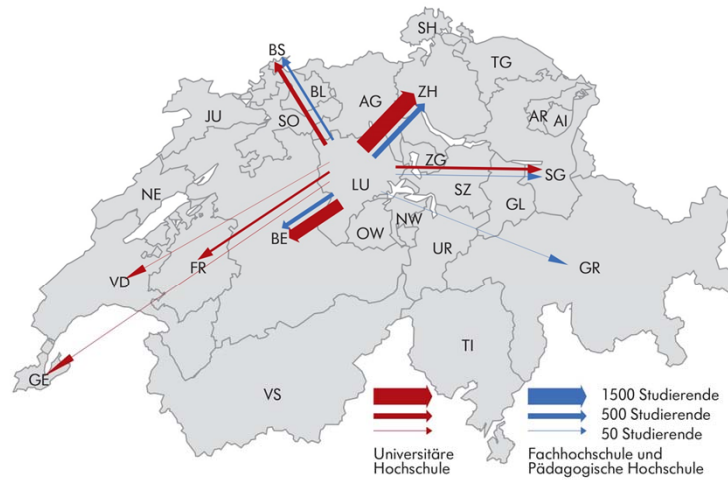 SH
BS
TG
BL
AG
ZH
JU
SO
AR
AI
ZG
LU
SZ
SG
NE
NW
GL
BE
OW
UR
FR
GR
VD
TI
GE
VS
1500 Studierende
500 Studierende
50 Studierende
Universitäre
Hochschule
Fachhochschule und
Pädagogische Hochschule